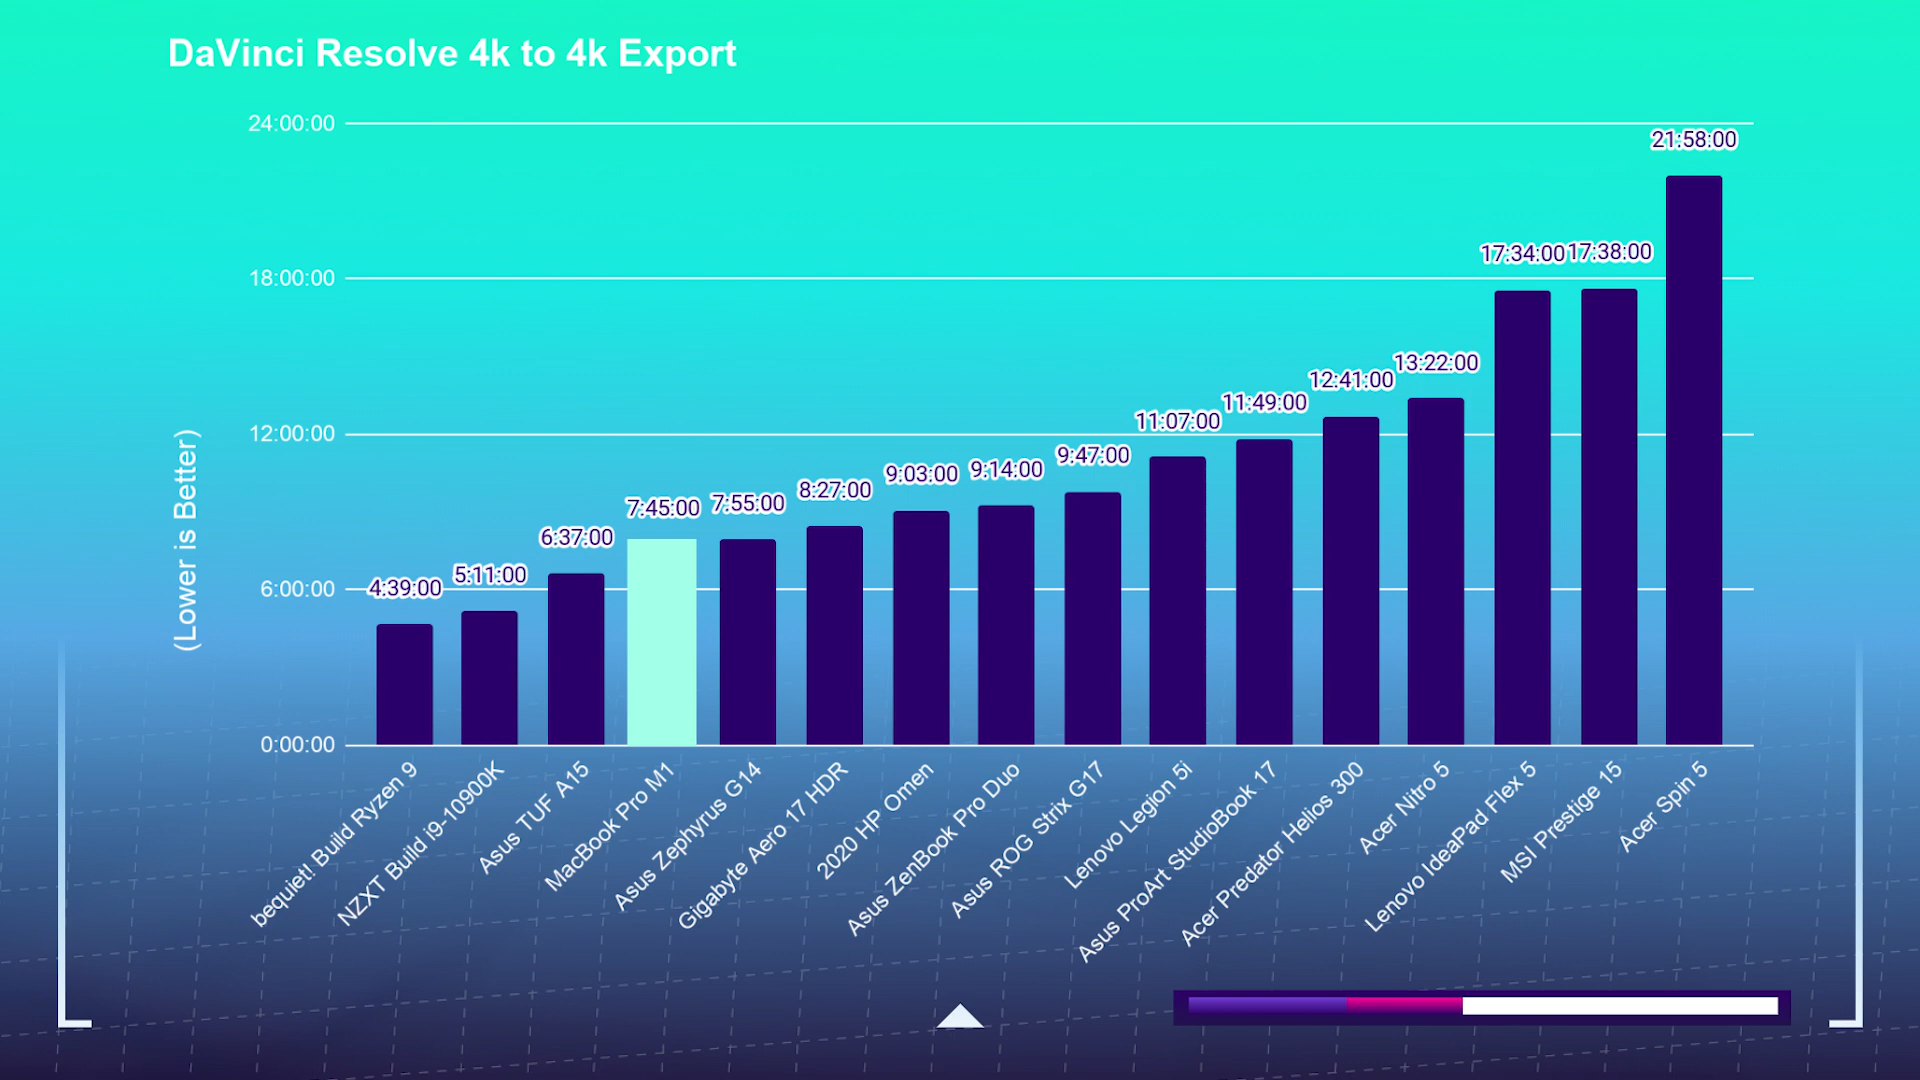 DaVinci Resolve 4k to 4k Export
(Lower is Better)
24:00:00
18:00:00
12:00:00
6:00:00
0:00:00
4:39:00
5:11:00
6:37:00
7:45:00
7:55:00
8:27:00
9:03:00
9:14:00
9:47:00
11:07:00
11:49:00
12:41:00
13:22:00
17:34:00
17:38:00
21:58:00
bequiet! Build Ryzen 9
NZXT Build i9-10900K
Asus TUF A15
MacBook Pro M1
Asus Zephyrus G14
Gigabyte Aero 17 HDR
2020 HP Omen
Asus ZenBook Pro Duo
Asus ROG Strix G17
Lenovo Legion 5i
Asus ProArt StudioBook 17
Acer Predator Helios 300
Acer Nitro 5
Lenovo IdeaPad Flex 5
MSI Prestige 15
Acer Spin 5